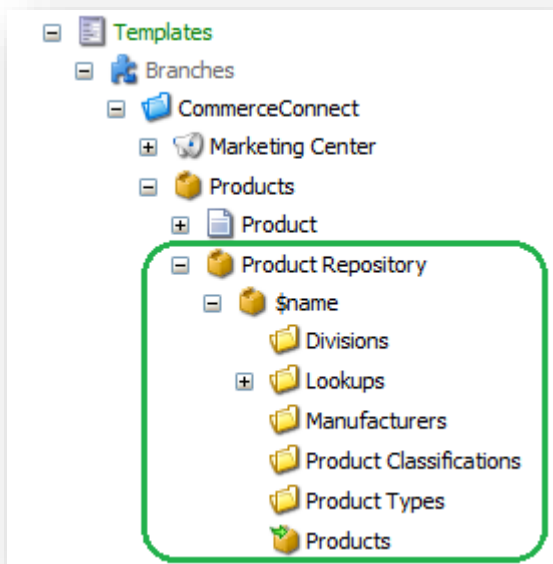 Templates
Branches
CommerceConnect
Marketing Center
Products
Product
Product Repository
$name
Divisions
Lookups
Manufacturers
Product Classifications
Product Types
Products